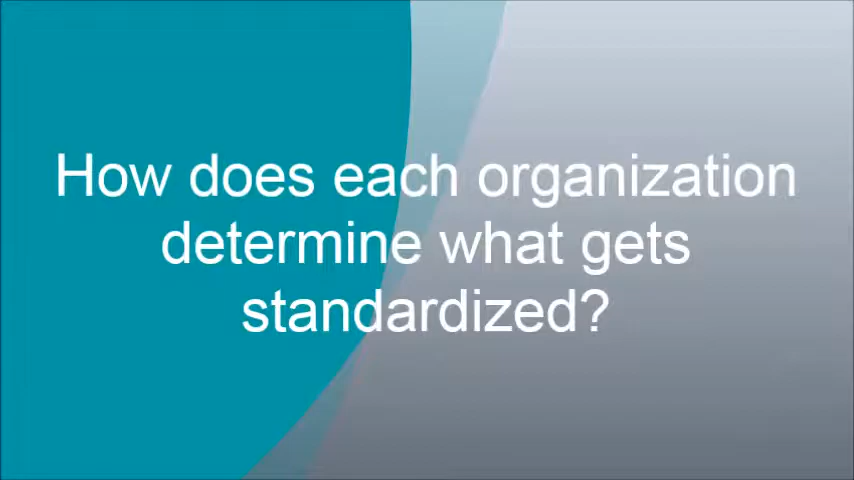 How does each organization
determine what gets
standardized?